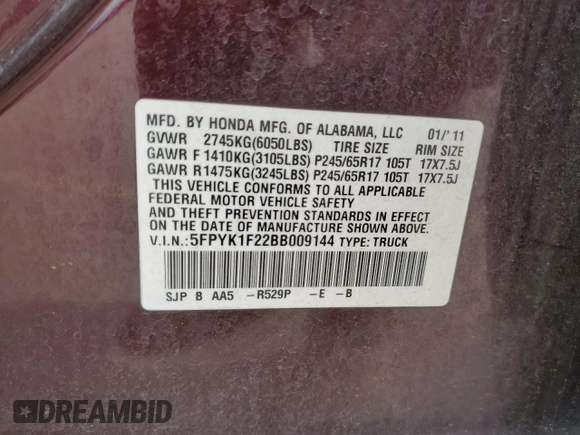 MFD. BY HONDA MFG. OF ALABAMA, LLC 01/'11
GVWR 2745KG(6050LBS) TIRE SIZE RIM SIZE
GAWR F 1410KG(3105LBS) P245/65R17 105T 17X7.5J
GAWR R1475KG(3245LBS) P245/65R17 105T 17X7.5J
THIS VEHICLE CONFORMS TO ALL APPLICABLE
FEDERAL MOTOR VEHICLE SAFETY
AND THEFT PREVENTION STANDARDS IN EFFECT
ON THE DATE OF MANUFACTURE SHOWN ABOVE.
V.I.N.:5FPYK1F22BB009144 TYPE: TRUCK
SJP B AA5 -R529P -E -B
DREAMBID